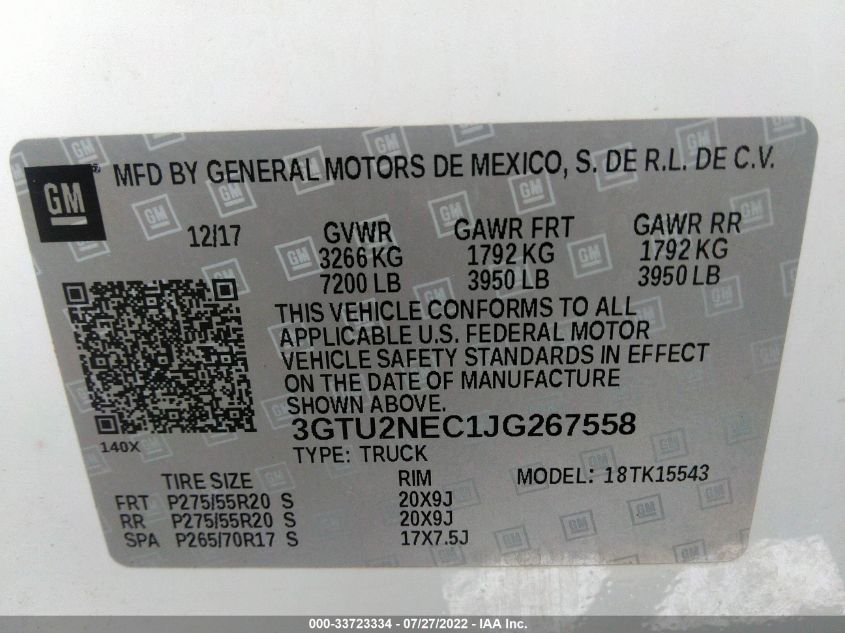 GM
MFD BY GENERAL MOTORS DE MEXICO, S. DE R.L. DE C.V.
12/17 GVWR GAWR FRT GAWR RR
3266 KG 1792 KG 1792 KG
7200 LB 3950 LB 3950 LB
THIS VEHICLE CONFORMS TO ALL
APPLICABLE U.S. FEDERAL MOTOR
VEHICLE SAFETY STANDARDS IN EFFECT
ON THE DATE OF MANUFACTURE
SHOWN ABOVE.
140X
3GTU2NEC1JG267558
TYPE: TRUCK
TIRE SIZE RIM MODEL: 18TK15543
FRT P275/55R20 S 20X9J
RR P275/55R20 S 20X9J
SPA P265/70R17 S 17X7.5J
000-33723334 / 07/27/2022 - IAA, Inc.